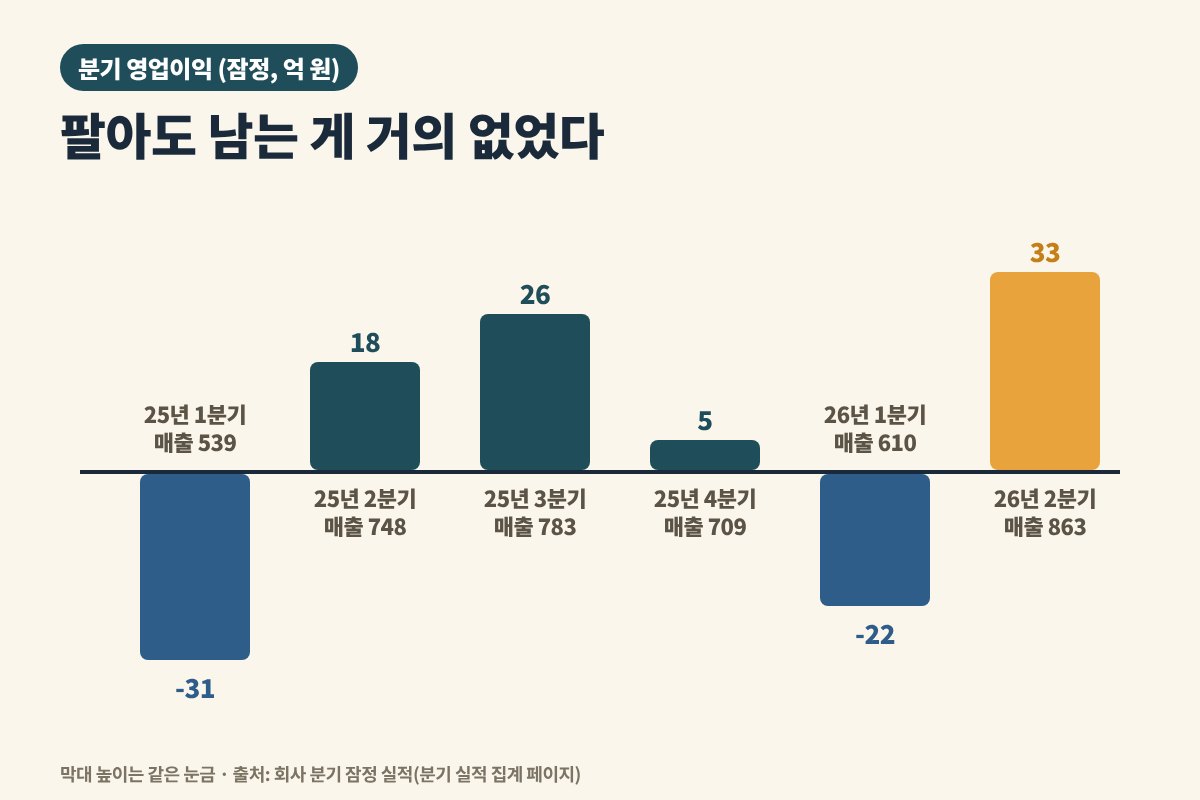 분기 영업이익 (잠정, 억 원)
팔아도 남는 게 거의 없었다
25년 1분기
매출 539
-31
18
25년 2분기
매출 748
26
25년 3분기
매출 783
5
25년 4분기
매출 709
26년 1분기
매출 610
-22
33
26년 2분기
매출 863
막대 높이는 같은 눈금 · 출처: 회사 분기 잠정 실적(분기 실적 집계 페이지)